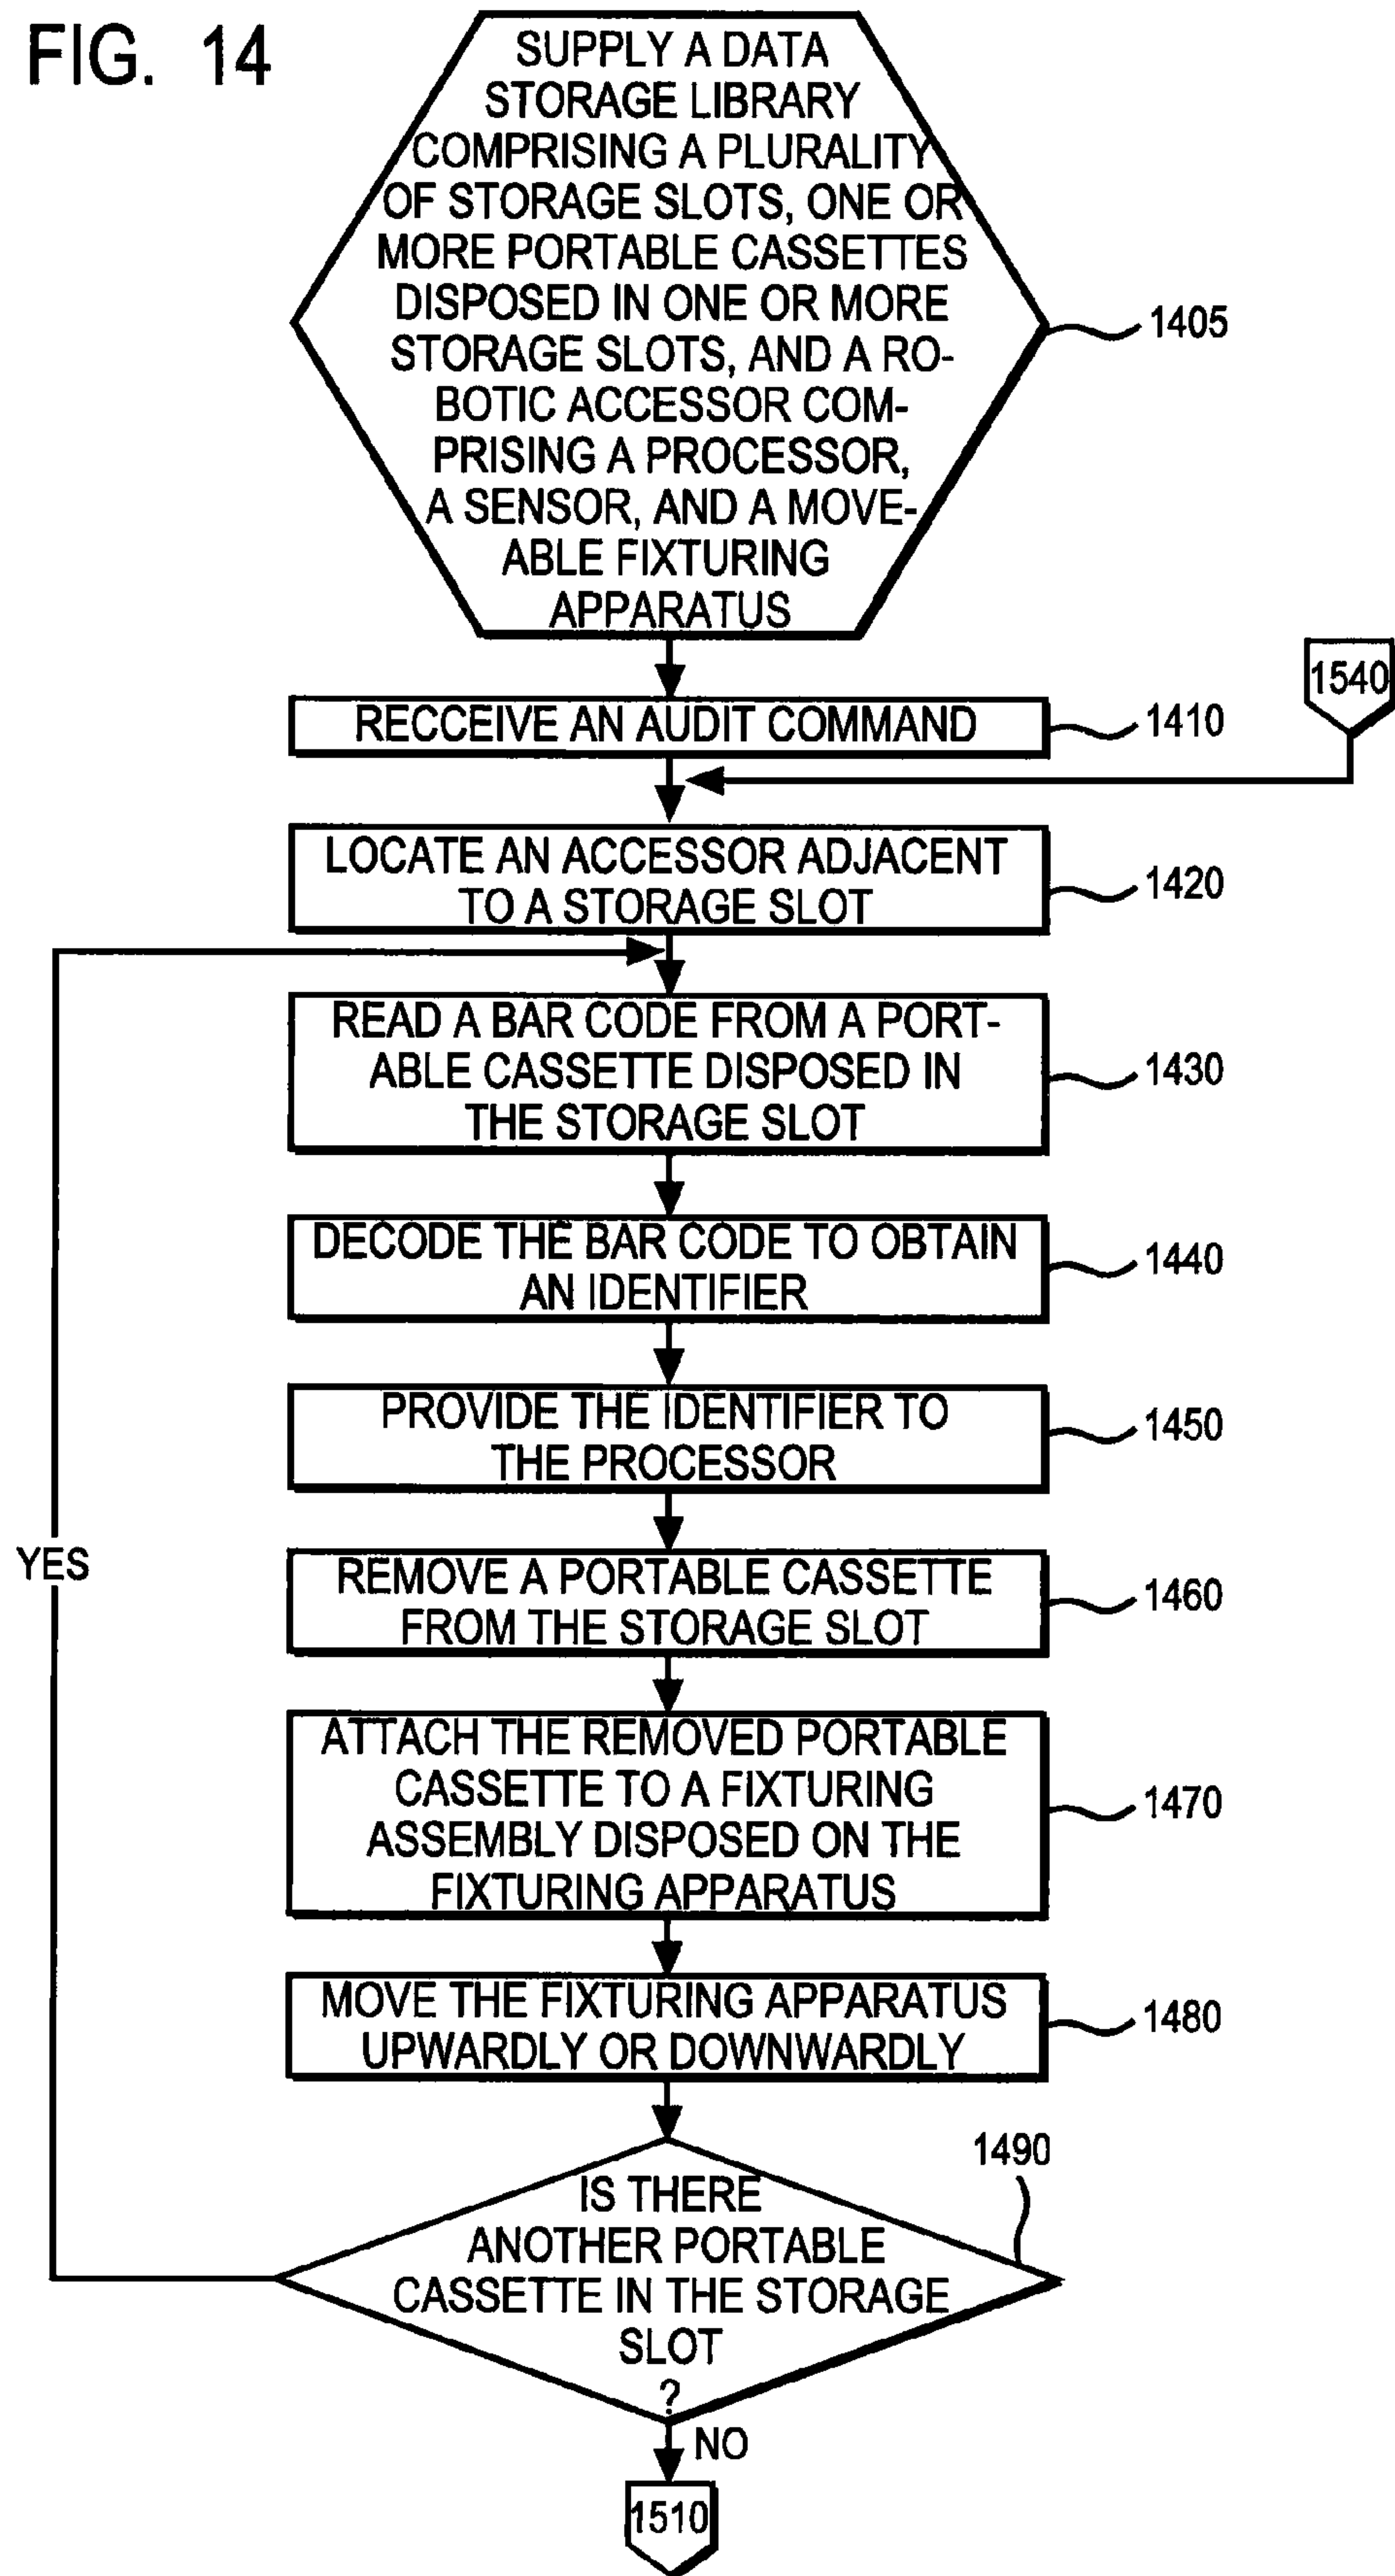 FIG. 14
SUPPLY A DATA
STORAGE LIBRARY
COMPRISING A PLURALITY
OF STORAGE SLOTS, ONE OR
MORE PORTABLE CASSETTES
DISPOSED IN ONE OR MORE
STORAGE SLOTS, AND A RO-
BOTIC ACCESSOR COM-
PRISING A PROCESSOR,
A SENSOR, AND A MOVE-
ABLE FIXTURING
APPARATUS
1405
1540
RECCEIVE AN AUDIT COMMAND
1410
LOCATE AN ACCESSOR ADJACENT
TO A STORAGE SLOT
1420
READ A BAR CODE FROM A PORT-
ABLE CASSETTE DISPOSED IN
THE STORAGE SLOT
1430
DECODE THE BAR CODE TO OBTAIN
AN IDENTIFIER
1440
PROVIDE THE IDENTIFIER TO
THE PROCESSOR
1450
YES
REMOVE A PORTABLE CASSETTE
FROM THE STORAGE SLOT
1460
ATTACH THE REMOVED PORTABLE
CASSETTE TO A FIXTURING
ASSEMBLY DISPOSED ON THE
FIXTURING APPARATUS
1470
MOVE THE FIXTURING APPARATUS
UPWARDLY OR DOWNWARDLY
1480
1490
IS THERE
ANOTHER PORTABLE
CASSETTE IN THE STORAGE
SLOT
?
NO
1510